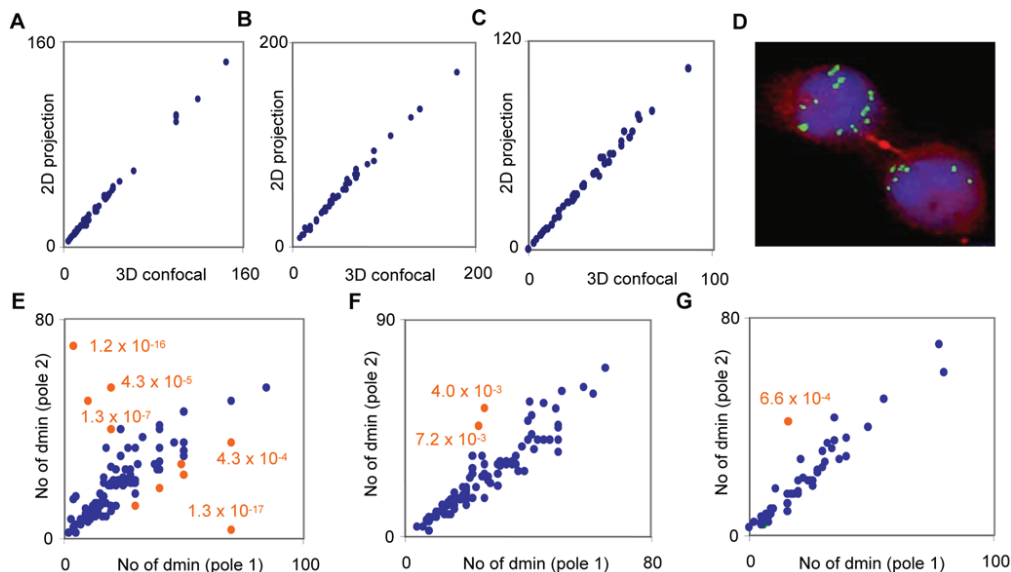 A
B
C
D
160
200
120
2D projection
2D projection
2D projection
0
0
0
0
3D confocal
160
0
3D confocal
200
0
3D confocal
100
E
F
G
80
90
80
No of dmin (pole 2)
No of dmin (pole 2)
No of dmin (pole 2)
1.2 x 10-16
4.3 x 10-5
1.3 x 10-7
4.3 x 10-4
1.3 x 10-17
4.0 x 10-3
7.2 x 10-3
6.6 x 10-4
0
0
0
0
No of dmin (pole 1)
100
0
No of dmin (pole 1)
80
0
No of dmin (pole 1)
100